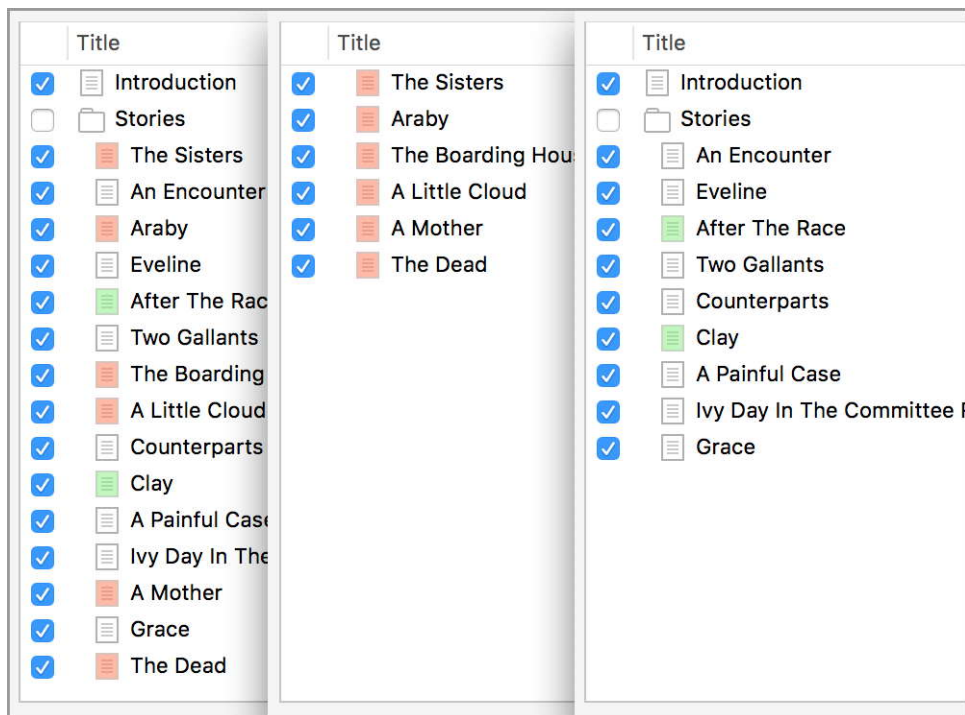 Title
Introduction
Stories
The Sisters
An Encounter
Araby
Eveline
After The Rac
Two Gallants
The Boarding
A Little Cloud
Counterparts
Clay
A Painful Case
Ivy Day In The
A Mother
Grace
The Dead
Title
The Sisters
Araby
The Boarding Hou
A Little Cloud
A Mother
The Dead
Title
Introduction
Stories
An Encounter
Eveline
After The Race
Two Gallants
Counterparts
Clay
A Painful Case
Ivy Day In The Committee
Grace